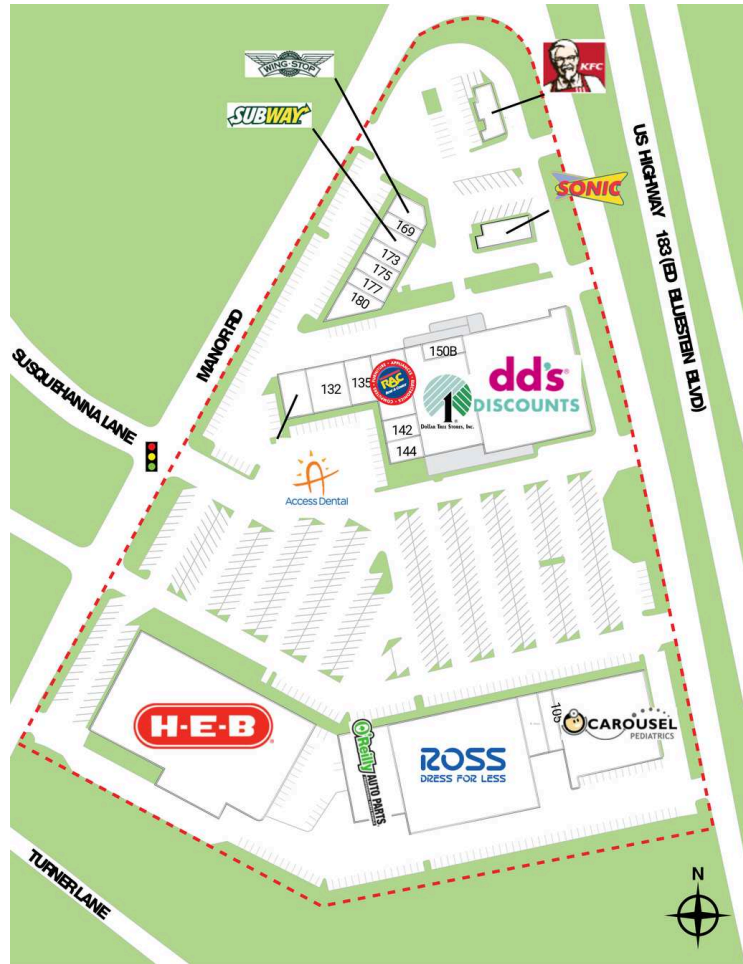 WING·STOP
KFC
SUBWAY
US HIGHWAY 183 (ED BLUESTEIN BLVD)
SONIC
169
173
175
177
180
MANOR RD
SUSQUEHANNA LANE
150B
132
135
RAC
dd's
DISCOUNTS
1
DOLLAR TREE STORES, INC.
142
144
Access Dental
H-E-B
O'Reilly
AUTO PARTS
ROSS
DRESS FOR LESS
105
CAROUSEL
PEDIATRICS
TURNER LANE
N